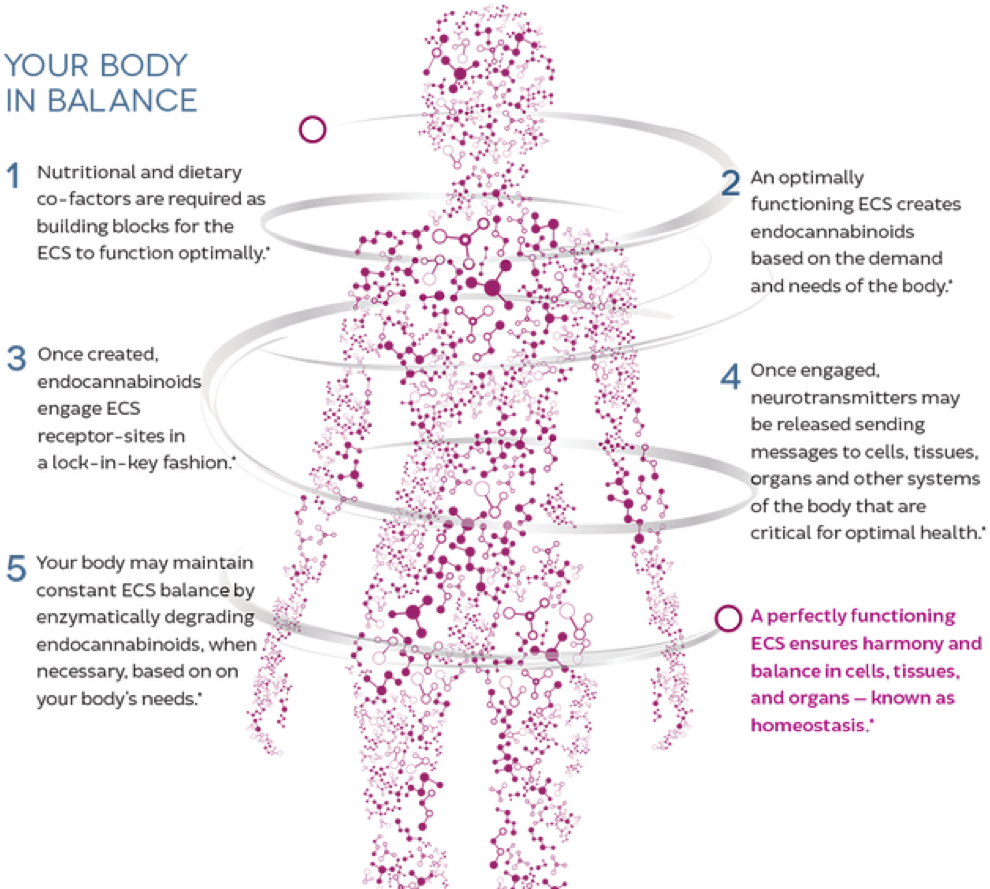 YOUR BODY
IN BALANCE
1
Nutritional and dietary
co-factors are required as
building blocks for the
ECS to function optimally.*
2
An optimally
functioning ECS creates
endocannabinoids
based on the demand
and needs of the body.*
3
Once created,
endocannabinoids
engage ECS
receptor-sites in
a lock-in-key fashion.*
4
Once engaged,
neurotransmitters may
be released sending
messages to cells, tissues,
organs and other systems
of the body that are
critical for optimal health.*
5
Your body may maintain
constant ECS balance by
enzymatically degrading
endocannabinoids, when
necessary, based on on
your body's needs.*
A perfectly functioning
ECS ensures harmony and
balance in cells, tissues,
and organs – known as
homeostasis.*